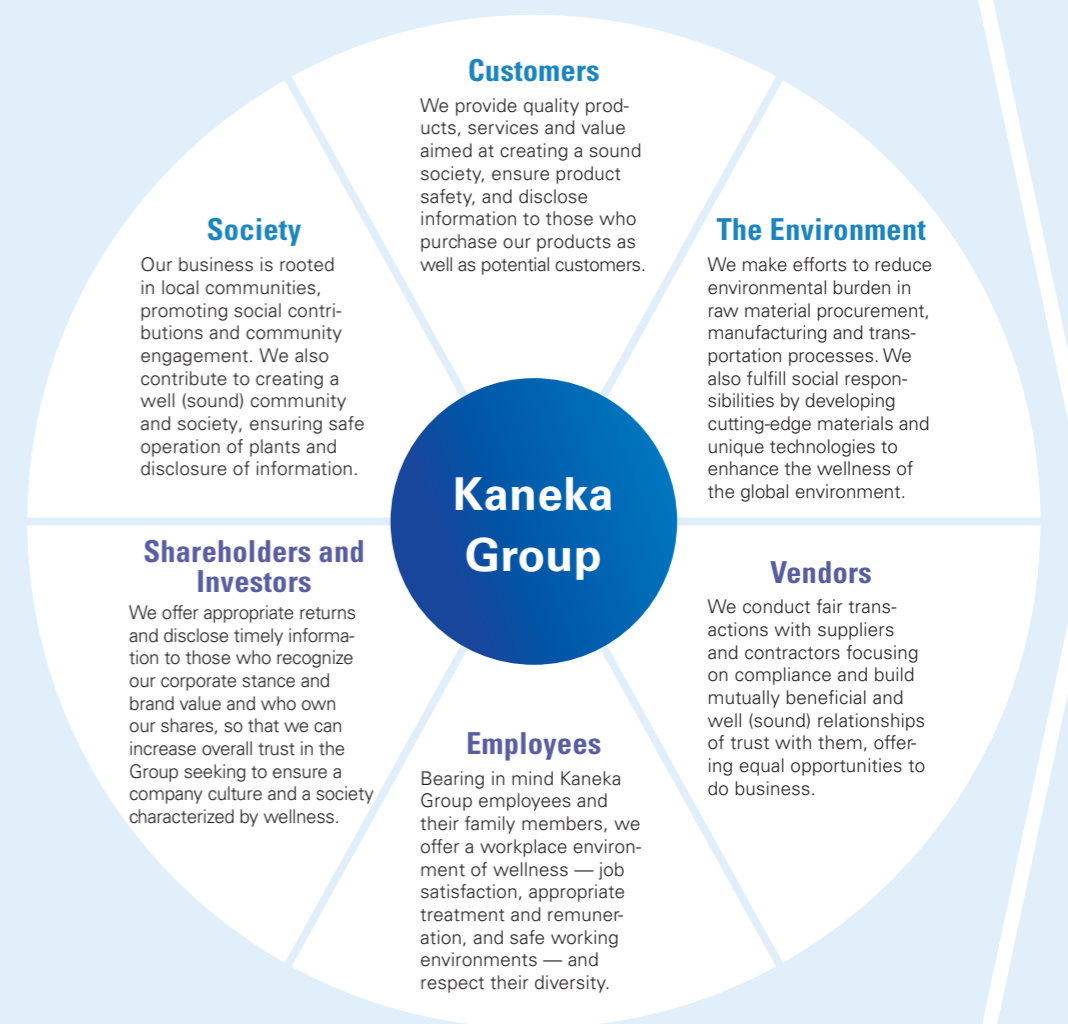 Customers
We provide quality prod-
ucts, services and value
aimed at creating a sound
society, ensure product
safety, and disclose
information to those who
purchase our products as
well as potential customers.
Society
Our business is rooted
in local communities,
promoting social contri-
butions and community
engagement. We also
contribute to creating a
well (sound) community
and society, ensuring safe
operation of plants and
disclosure of information.
The Environment
We make efforts to reduce
environmental burden in
raw material procurement,
manufacturing and trans-
portation processes. We
also fulfill social respon-
sibilities by developing
cutting-edge materials and
unique technologies to
enhance the wellness of
the global environment.
Kaneka
Group
Shareholders and
Investors
We offer appropriate returns
and disclose timely informa-
tion to those who recognize
our corporate stance and
brand value and who own
our shares, so that we can
increase overall trust in the
Group seeking to ensure a
company culture and a society
characterized by wellness.
Vendors
We conduct fair trans-
actions with suppliers
and contractors focusing
on compliance and build
mutually beneficial and
well (sound) relationships
of trust with them, offer-
ing equal opportunities to
do business.
Employees
Bearing in mind Kaneka
Group employees and
their family members, we
offer a workplace environ-
ment of wellness — job
satisfaction, appropriate
treatment and remuner-
ation, and safe working
environments — and
respect their diversity.